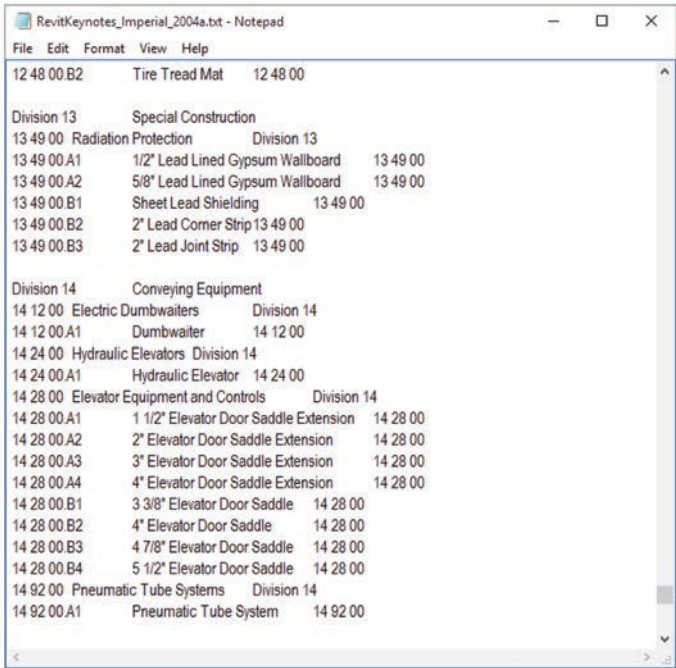 RevitKeynotes_Imperial_2004a.txt - Notepad
File Edit Format View Help
12 48 00.B2 Tire Tread Mat 12 48 00
Division 13 Special Construction
13 49 00 Radiation Protection Division 13
13 49 00.A1 1/2" Lead Lined Gypsum Wallboard 13 49 00
13 49 00.A2 5/8" Lead Lined Gypsum Wallboard 13 49 00
13 49 00.B1 Sheet Lead Shielding 13 49 00
13 49 00.B2 2" Lead Corner Strip 13 49 00
13 49 00.B3 2" Lead Joint Strip 13 49 00
Division 14 Conveying Equipment
14 12 00 Electric Dumbwaiters Division 14
14 12 00.A1 Dumbwaiter 14 12 00
14 24 00 Hydraulic Elevators Division 14
14 24 00.A1 Hydraulic Elevator 14 24 00
14 28 00 Elevator Equipment and Controls Division 14
14 28 00.A1 1 1/2" Elevator Door Saddle Extension 14 28 00
14 28 00.A2 2" Elevator Door Saddle Extension 14 28 00
14 28 00.A3 3" Elevator Door Saddle Extension 14 28 00
14 28 00.A4 4" Elevator Door Saddle Extension 14 28 00
14 28 00.B1 3 3/8" Elevator Door Saddle 14 28 00
14 28 00.B2 4" Elevator Door Saddle 14 28 00
14 28 00.B3 4 7/8" Elevator Door Saddle 14 28 00
14 28 00.B4 5 1/2" Elevator Door Saddle 14 28 00
14 92 00 Pneumatic Tube Systems Division 14
14 92 00.A1 Pneumatic Tube System 14 92 00